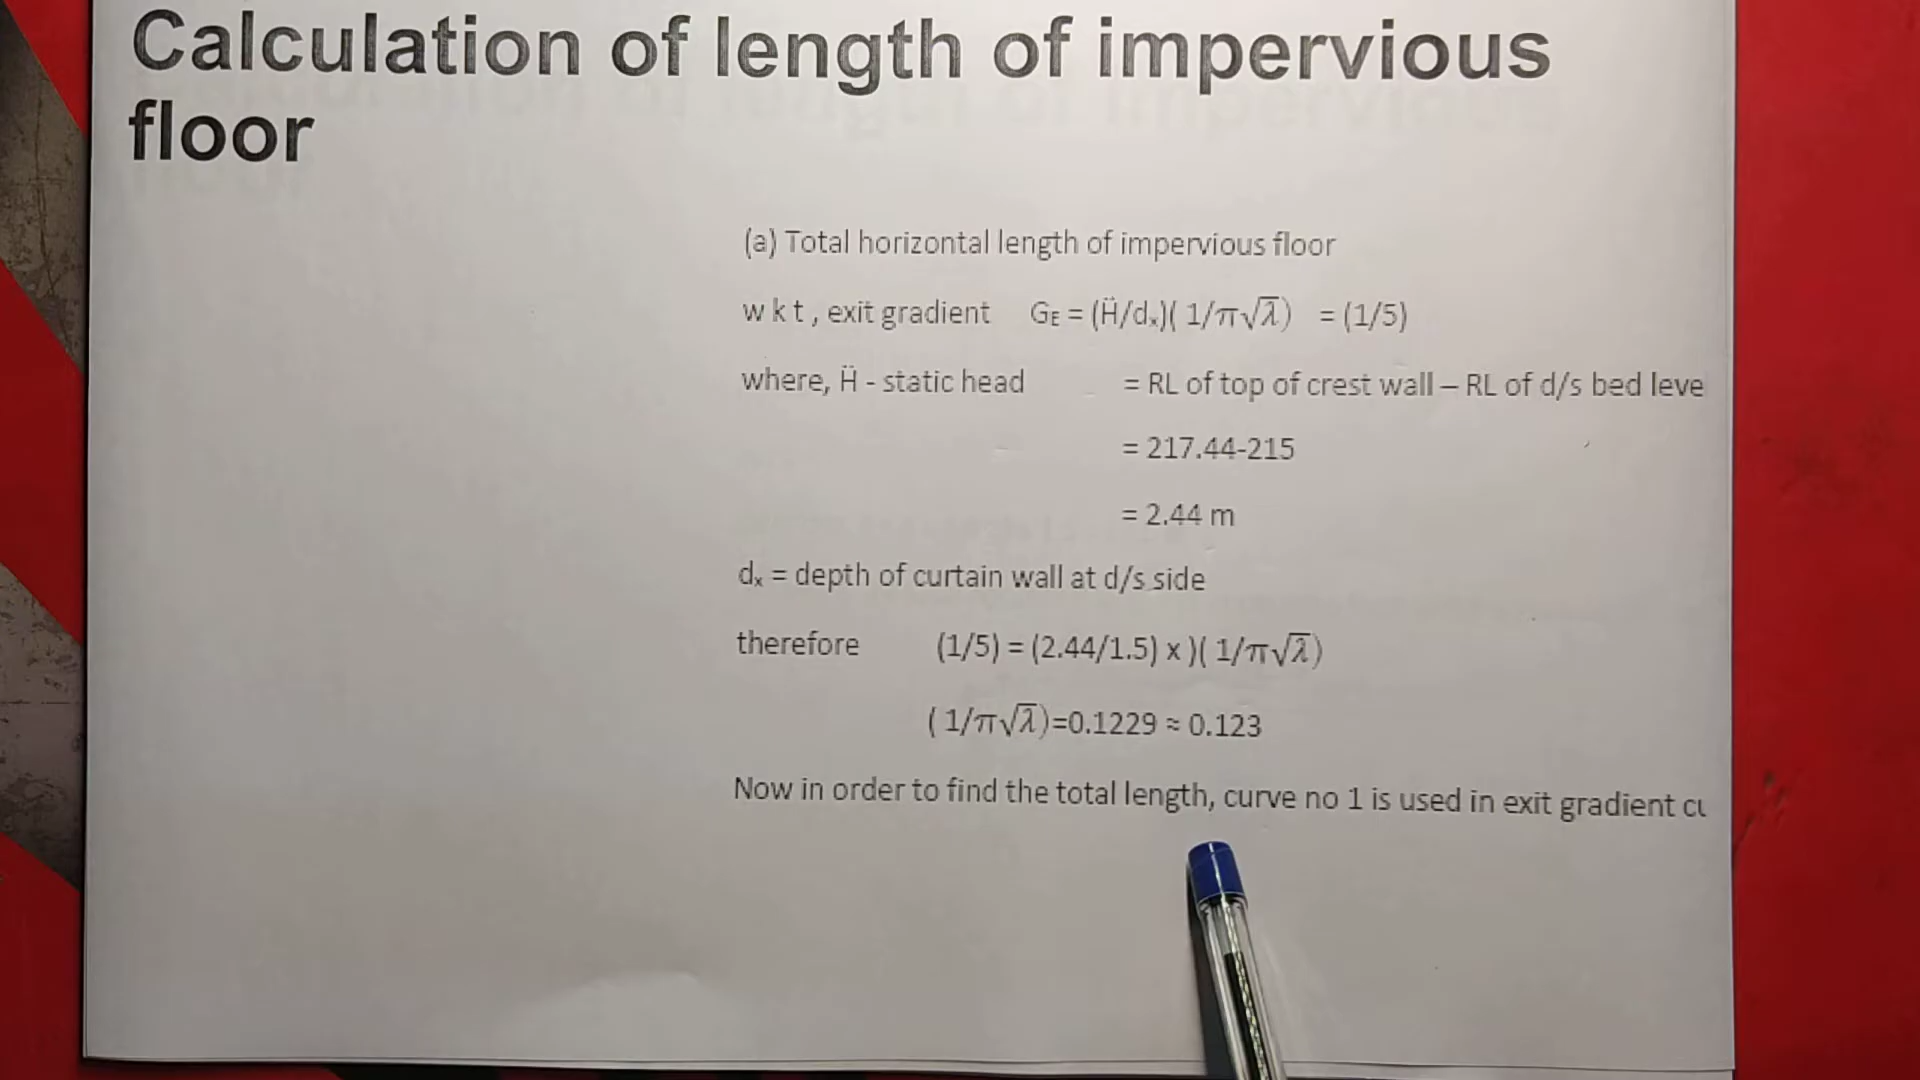 Calculation of length of impervious
floor
(a) Total horizontal length of impervious floor
w k t , exit gradient G_E = (Ḧ/dₓ)( 1/π√λ) = (1/5)
where, Ḧ - static head = RL of top of crest wall – RL of d/s bed leve
= 217.44-215
= 2.44 m
dₓ = depth of curtain wall at d/s side
therefore (1/5) = (2.44/1.5) x )( 1/π√λ)
( 1/π√λ)=0.1229 ≈ 0.123
Now in order to find the total length, curve no 1 is used in exit gradient cu